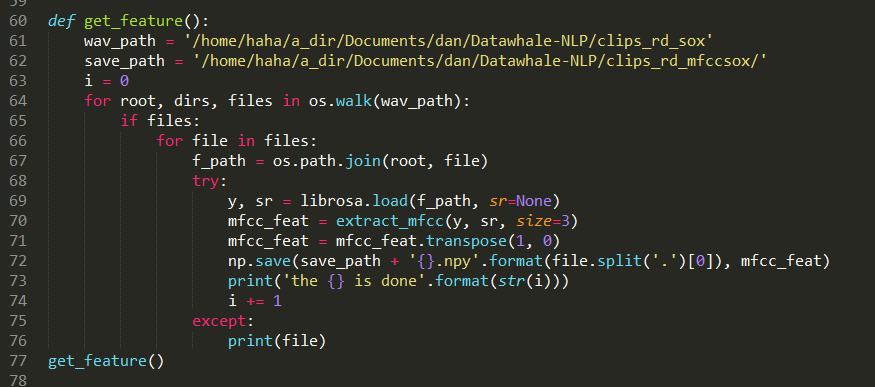 59
60 def get_feature():
61     wav_path = '/home/haha/a_dir/Documents/dan/Datawhale-NLP/clips_rd_sox'
62     save_path = '/home/haha/a_dir/Documents/dan/Datawhale-NLP/clips_rd_mfccsox/'
63     i = 0
64     for root, dirs, files in os.walk(wav_path):
65         if files:
66             for file in files:
67                 f_path = os.path.join(root, file)
68                 try:
69                     y, sr = librosa.load(f_path, sr=None)
70                     mfcc_feat = extract_mfcc(y, sr, size=3)
71                     mfcc_feat = mfcc_feat.transpose(1, 0)
72                     np.save(save_path + '{}.npy'.format(file.split('.')[0]), mfcc_feat)
73                     print('the {} is done'.format(str(i)))
74                     i += 1
75                 except:
76                     print(file)
77 get_feature()
78